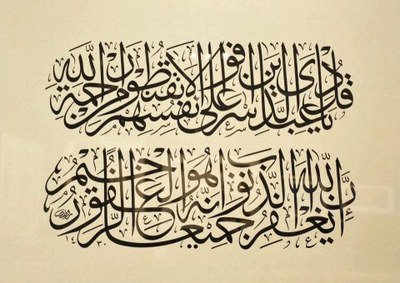 قل يا عبادي الذين أسرفوا على أنفسهم لا تقنطوا من رحمة الله
إن الله يغفر الذنوب جميعا إنه هو الغفور الرحيم